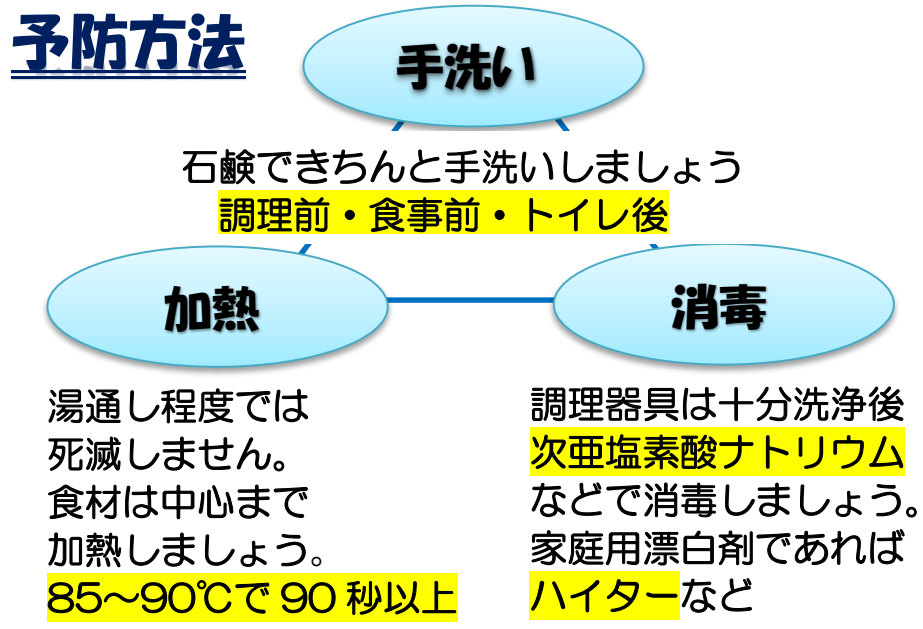 予防方法
手洗い
石鹸できちんと手洗いしましょう
調理前・食事前・トイレ後
加熱
湯通し程度では
死滅しません。
食材は中心まで
加熱しましょう。
85～90℃で 90 秒以上
消毒
調理器具は十分洗浄後
次亜塩素酸ナトリウム
などで消毒しましょう。
家庭用漂白剤であれば
ハイターなど